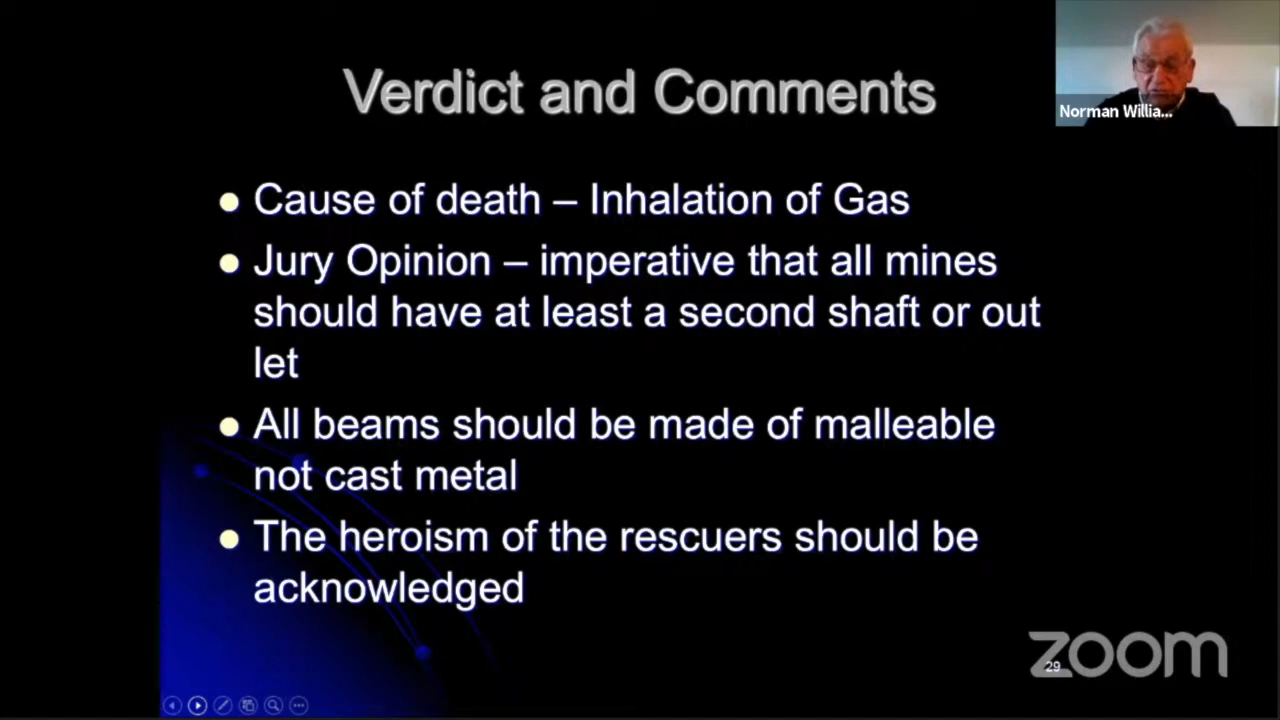 Verdict and Comments
Norman Willia...
Cause of death – Inhalation of Gas
Jury Opinion – imperative that all mines
should have at least a second shaft or out
let
All beams should be made of malleable
not cast metal
The heroism of the rescuers should be
acknowledged
zoom
29